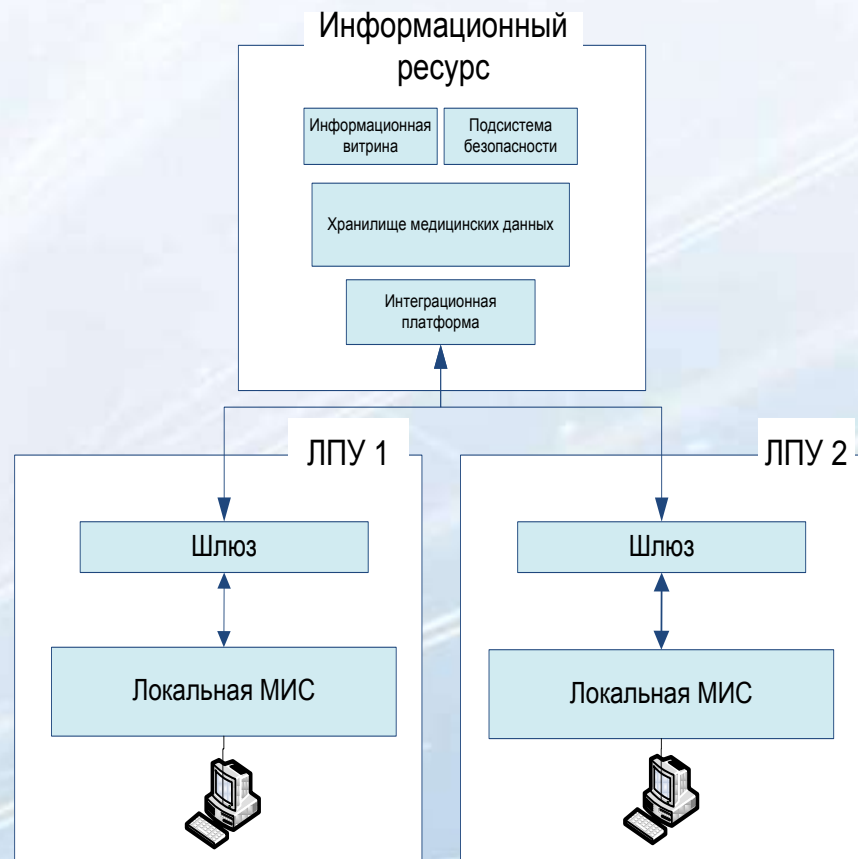 Информационный
ресурс
Информационная
витрина
Подсистема
безопасности
Хранилище медицинских данных
Интеграционная
платформа
ЛПУ 1
ЛПУ 2
Шлюз
Шлюз
Локальная МИС
Локальная МИС